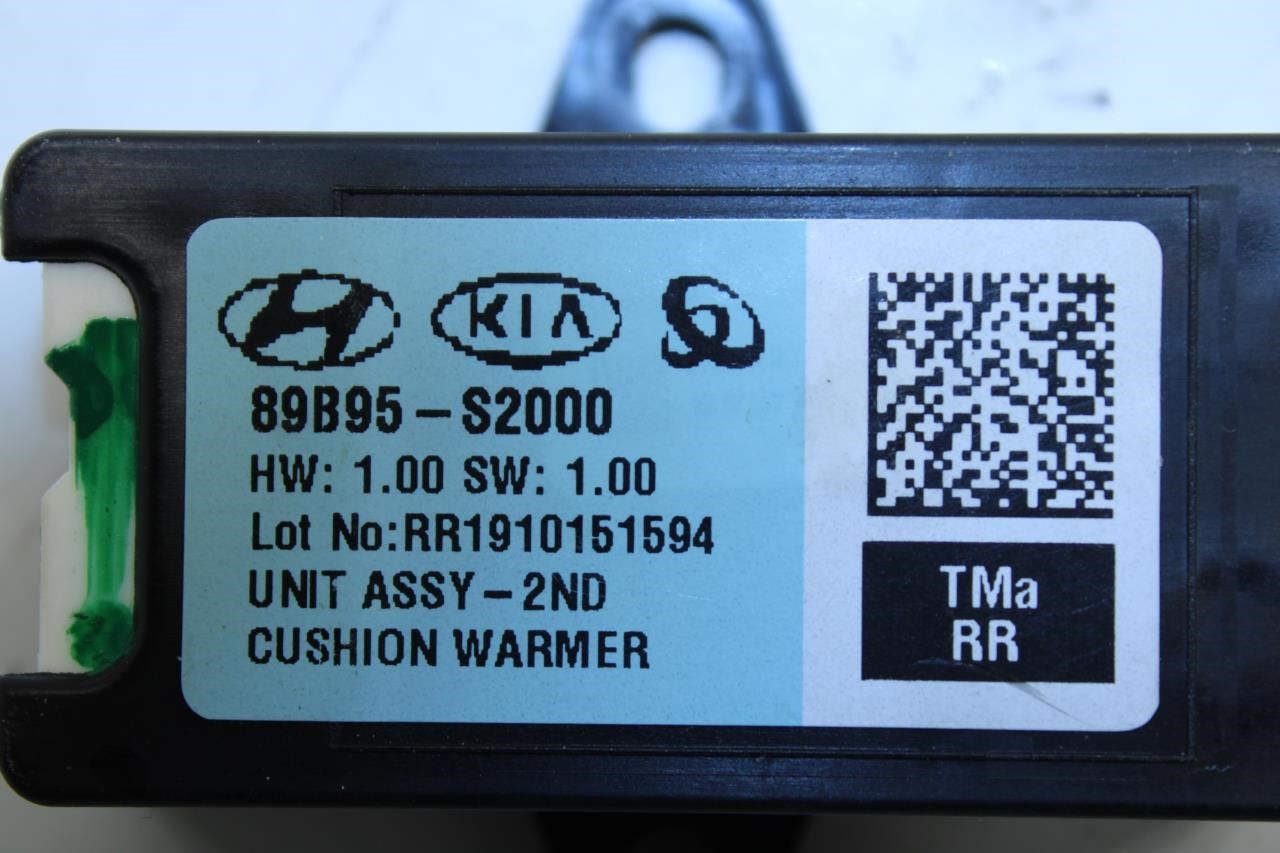 KIA
89B95-S2000
HW: 1.00 SW: 1.00
Lot No:RR1910151594
UNIT ASSY-2ND
CUSHION WARMER
TMa
RR